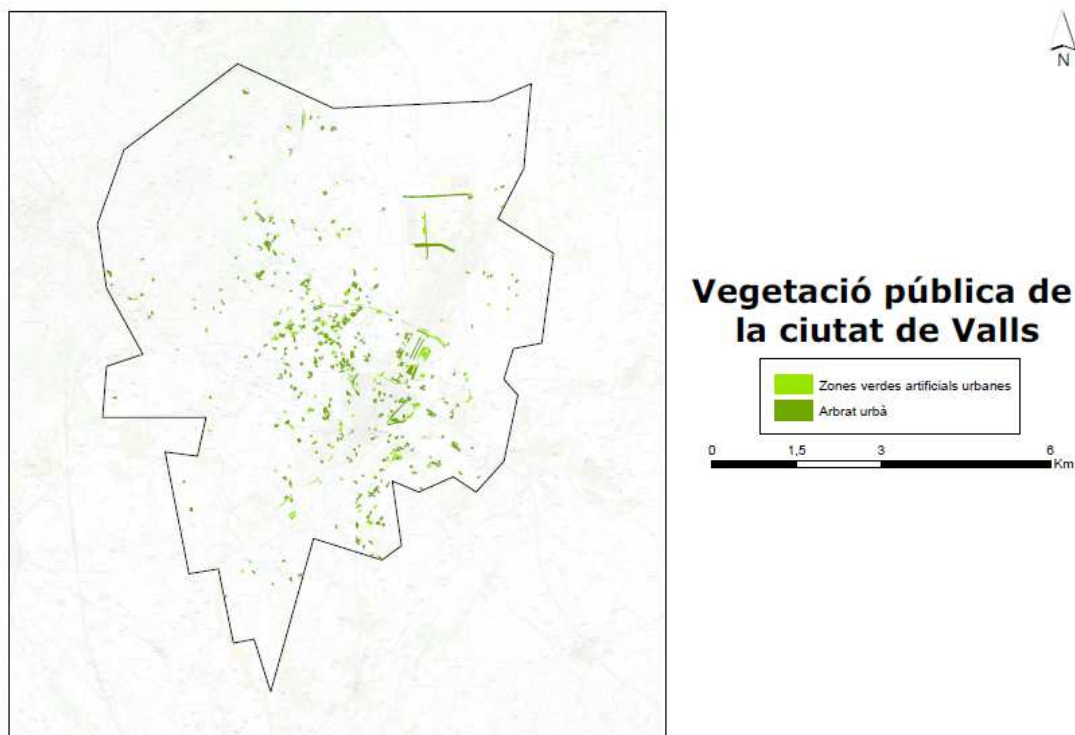 N
Vegetació pública de
la ciutat de Valls
Zones verdes artificials urbanes
Arbrat urbà
0 1,5 3 6
Km